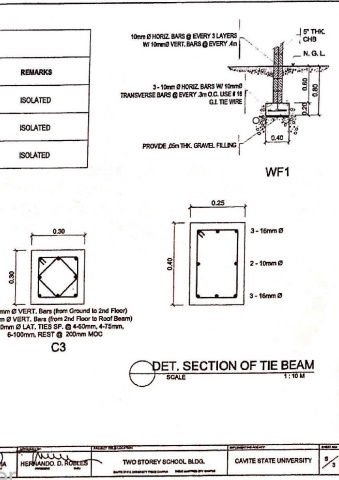 REMARKS
ISOLATED
ISOLATED
ISOLATED
10mm Ø HORIZ. BARS @ EVERY 3 LAYERS
W/ 10mmØ VERT. BARS @ EVERY .4m
5" THK.
CHB
N. G. L.
3 - 10mm Ø HORIZ. BARS W/ 10mmØ
TRANSVERSE BARS @ EVERY .3m O.C. USE # 16
G.I. TIE WIRE
0.60
0.20
0.80
PROVIDE .05m THK. GRAVEL FILLING
0.40
WF1
0.30
0.30
0.25
0.40
3 - 16mm Ø
2 - 10mm Ø
3 - 16mm Ø
mm Ø VERT. Bars (from Ground to 2nd Floor)
m Ø VERT. Bars (from 2nd Floor to Roof Beam)
0mm Ø LAT. TIES SP. @ 4-50mm, 4-75mm,
6-100mm, REST @ 200mm MOC
C3
DET. SECTION OF TIE BEAM
SCALE 1 : 10 M
HERNANDO. D. ROBLES
TWO STOREY SCHOOL BLDG.
CAVITE STATE UNIVERSITY